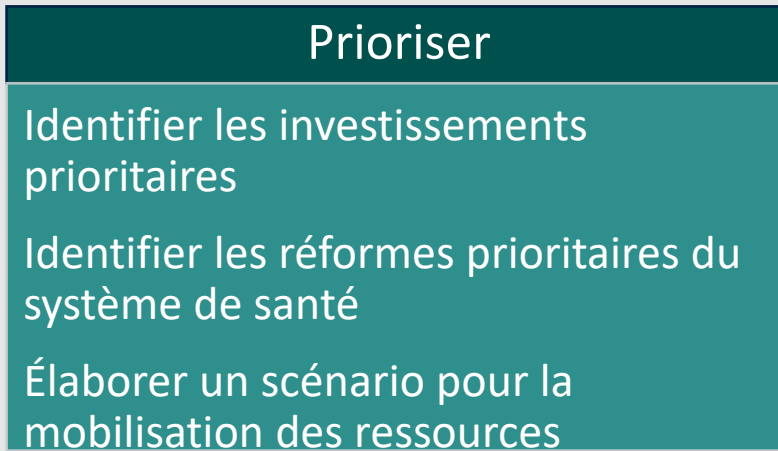 Prioriser
Identifier les investissements
prioritaires
Identifier les réformes prioritaires du
système de santé
Élaborer un scénario pour la
mobilisation des ressources